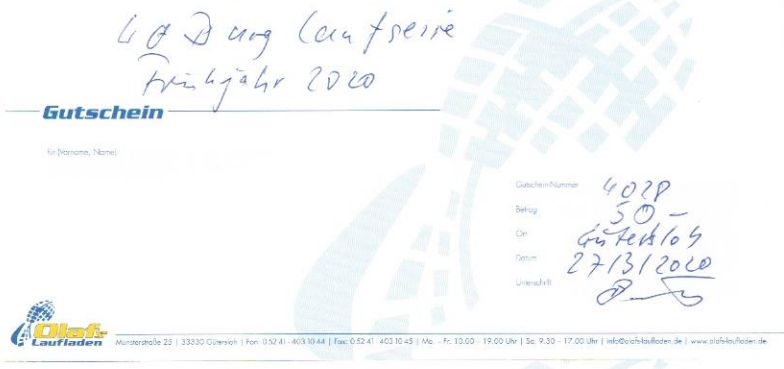 Laufserie
Frühjahr 2020
Gutschein
für (Vorname, Name)
Gutschein-Nummer 4028
Betrag 50,-
Ort Gütersloh
Datum 27/3/2020
Unterschrift
Olafs Laufladen
Münsterstraße 25 | 33330 Gütersloh | Fon: 0 52 41 - 403 10 44 | Fax: 0 52 41 403 10 45 | Mo. - Fr. 10.00 - 19.00 Uhr | Sa. 9.30 - 17.00 Uhr | info@olafs-laufladen.de | www.olafs-laufladen.de